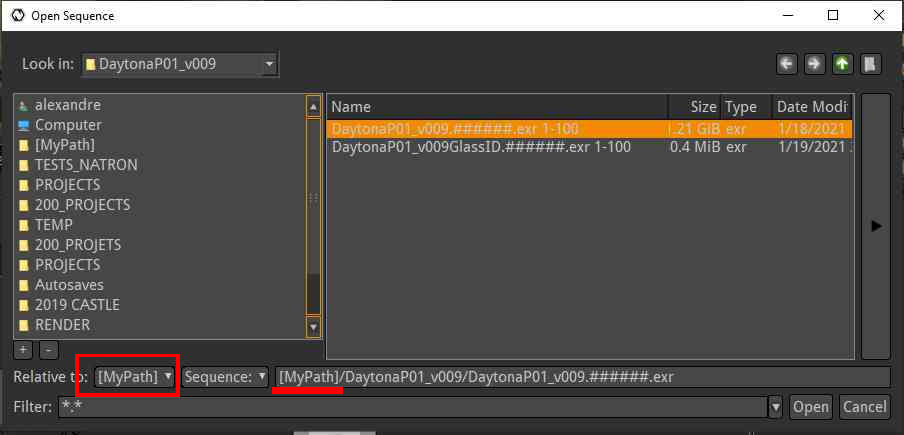 Open Sequence
Look in: DaytonaP01_v009
alexandre
Computer
[MyPath]
TESTS_NATRON
PROJECTS
200_PROJECTS
TEMP
200_PROJETS
PROJECTS
Autosaves
2019 CASTLE
RENDER
Name Size Type Date Modif
DaytonaP01_v009.######.exr 1-100 1.21 GiB exr 1/18/2021
DaytonaP01_v009GlassID.######.exr 1-100 0.4 MiB exr 1/19/2021
+ -
Relative to: [MyPath] Sequence: [MyPath]/DaytonaP01_v009/DaytonaP01_v009.######.exr
Filter: *.* Open Cancel